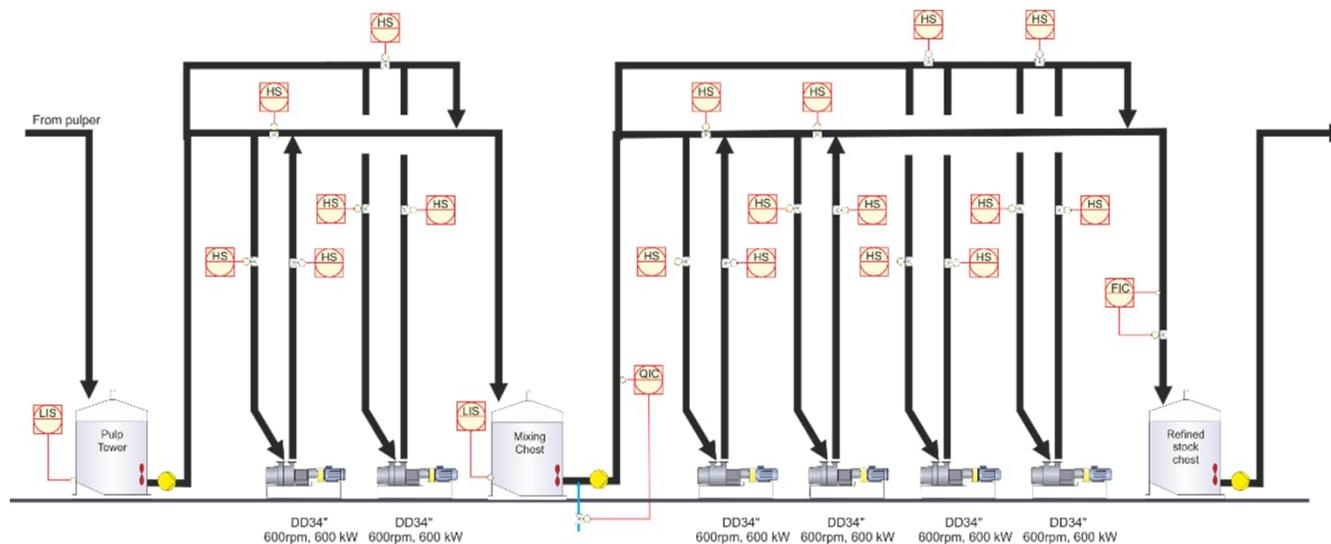 HS
HS
HS
HS
HS
HS
HS
From pulper
HS
HS
HS
HS
HS
HS
HS
HS
HS
HS
HS
HS
HS
HS
FIC
QIC
LIS
LIS
Pulp
Tower
Mixing
Chest
Refined
stock
chest
DD34"
600rpm, 600 kW
DD34"
600rpm, 600 kW
DD34"
600rpm, 600 kW
DD34"
600rpm, 600 kW
DD34"
600rpm, 600 kW
DD34"
600rpm, 600 kW